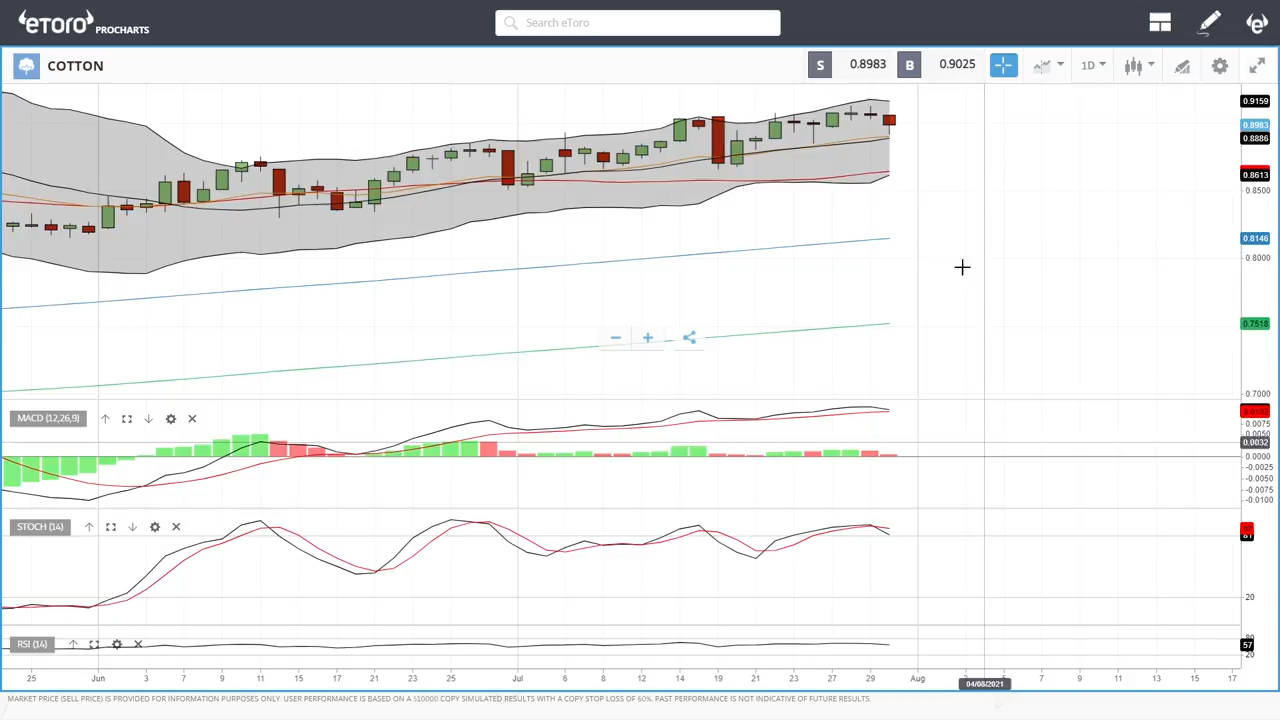 eToro PROCHARTS
Search eToro
COTTON
S 0.8983 B 0.9025
1D
0.9159
0.8983
0.8886
0.8613
0.8500
0.8146
0.8000
0.7518
0.7000
MACD (12,26,9)
0.0075
0.0050
0.0032
0.0000
-0.0025
-0.0050
-0.0075
-0.0100
STOCH (14)
81
20
RSI (14)
80
57
20
25 Jun 3 7 9 11 15 17 21 23 25 Jul 6 8 12 14 16 21 23 27 29 Aug 5 7 9 11 13 15 17
04/08/2021
MARKET PRICE (SELL PRICE) IS PROVIDED FOR INFORMATION PURPOSES ONLY. USER PERFORMANCE IS BASED ON A $10000 COPY SIMULATED RESULTS WITH A COPY STOP LOSS OF 60%. PAST PERFORMANCE IS NOT INDICATIVE OF FUTURE RESULTS.